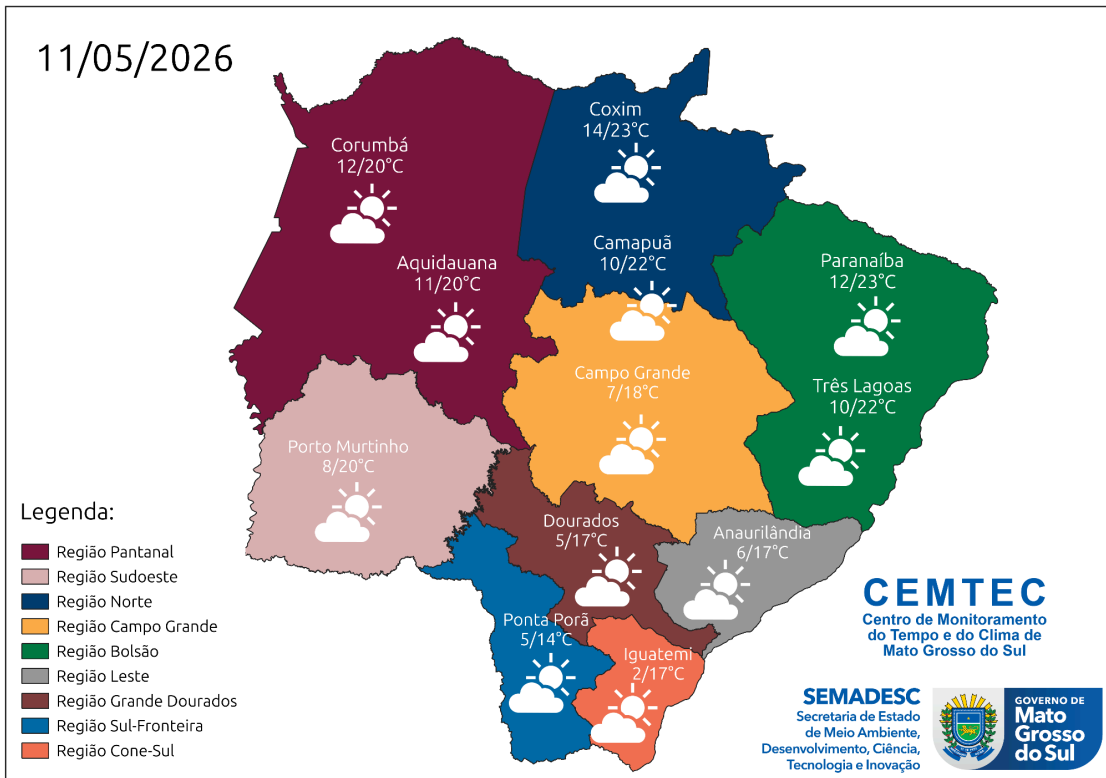 11/05/2026
Coxim
14/23°C
Corumbá
12/20°C
Camapuã
10/22°C
Paranaíba
12/23°C
Aquidauana
11/20°C
Campo Grande
7/18°C
Três Lagoas
10/22°C
Porto Murtinho
8/20°C
Dourados
5/17°C
Anaurilândia
6/17°C
Ponta Porã
5/14°C
Iguatemi
2/17°C
Legenda:
Região Pantanal
Região Sudoeste
Região Norte
Região Campo Grande
Região Bolsão
Região Leste
Região Grande Dourados
Região Sul-Fronteira
Região Cone-Sul
CEMTEC
Centro de Monitoramento
do Tempo e do Clima de
Mato Grosso do Sul
SEMADESC
Secretaria de Estado
de Meio Ambiente,
Desenvolvimento, Ciência,
Tecnologia e Inovação
GOVERNO DE
Mato
Grosso
do Sul